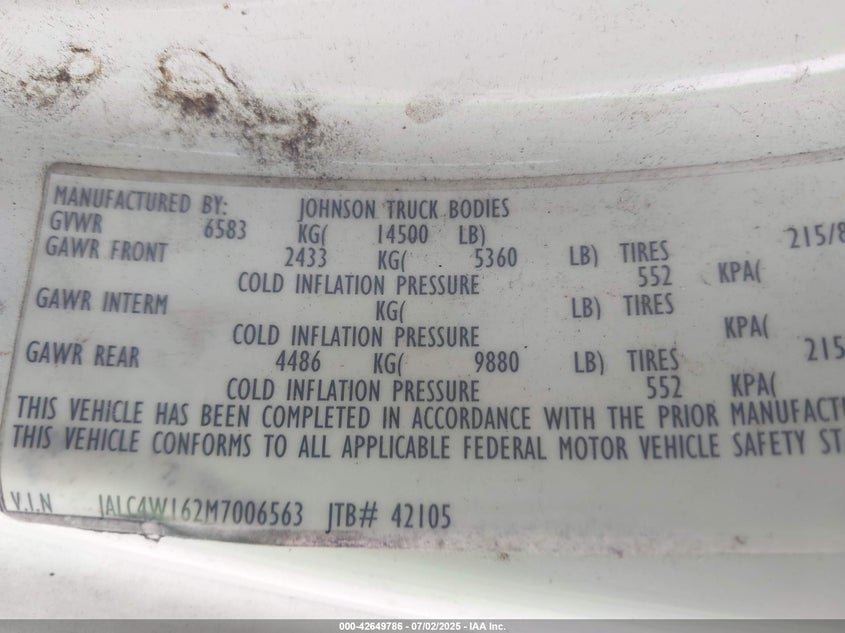 MANUFACTURED BY: JOHNSON TRUCK BODIES
GVWR 6583 KG( 14500 LB)
GAWR FRONT 2433 KG( 5360 LB) TIRES 215/8
COLD INFLATION PRESSURE 552 KPA(
GAWR INTERM KG( LB) TIRES
COLD INFLATION PRESSURE KPA(
GAWR REAR 4486 KG( 9880 LB) TIRES 215
COLD INFLATION PRESSURE 552 KPA(
THIS VEHICLE HAS BEEN COMPLETED IN ACCORDANCE WITH THE PRIOR MANUFACT
THIS VEHICLE CONFORMS TO ALL APPLICABLE FEDERAL MOTOR VEHICLE SAFETY ST
V.I.N JALC4W162M7006563 JTB# 42105
000-42649786 - 07/02/2025 - IAA Inc.